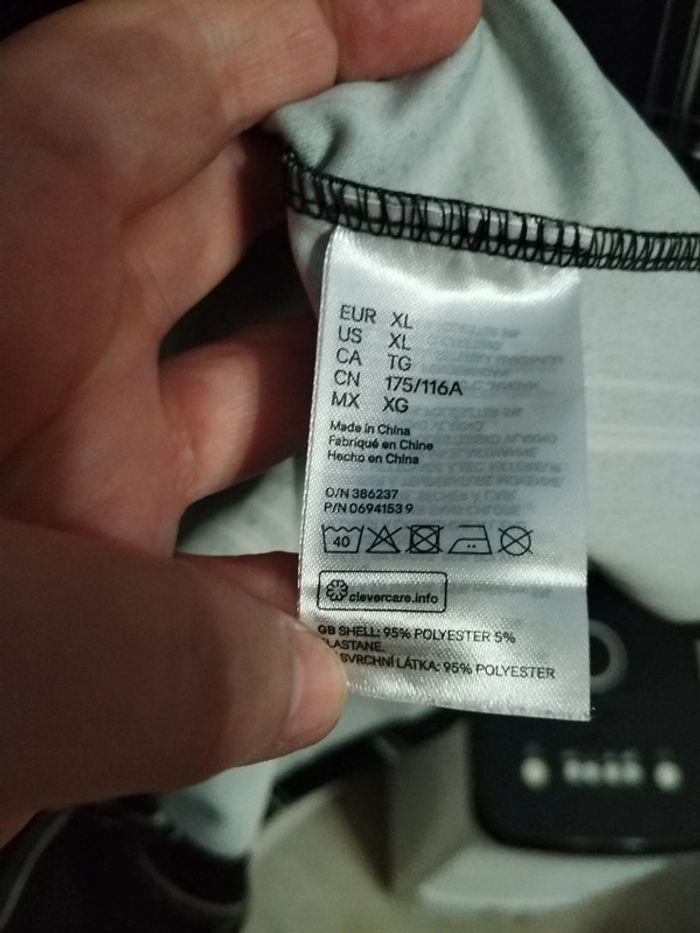 EUR XL
US XL
CA TG
CN 175/116A
MX XG
Made in China
Fabriqué en Chine
Hecho en China
O/N 386237
P/N 0694153 9
40
clevercare.info
GB SHELL: 95% POLYESTER 5%
LASTANE.
SVRCHNÍ LÁTKA: 95% POLYESTER